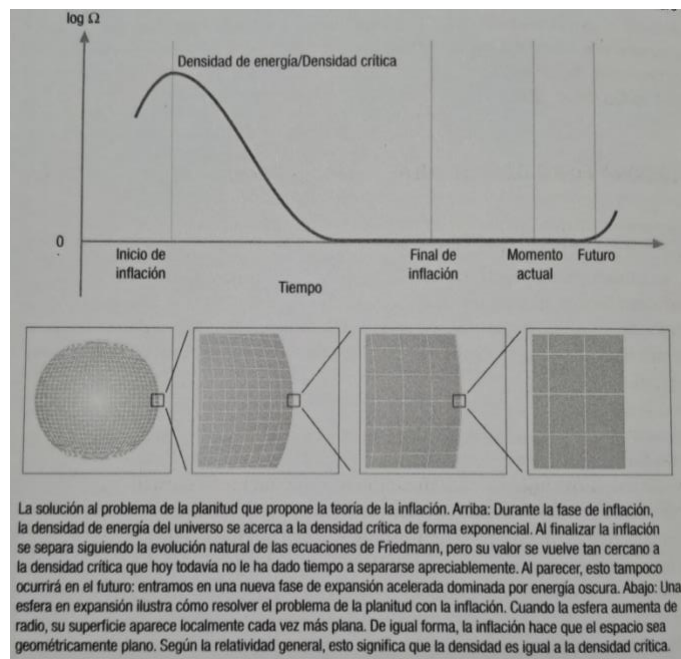 log Ω
Densidad de energía/Densidad crítica
0
Inicio de
inflación
Tiempo
Final de
inflación
Momento
actual
Futuro
La solución al problema de la planitud que propone la teoría de la inflación. Arriba: Durante la fase de inflación,
la densidad de energía del universo se acerca a la densidad crítica de forma exponencial. Al finalizar la inflación
se separa siguiendo la evolución natural de las ecuaciones de Friedmann, pero su valor se vuelve tan cercano a
la densidad crítica que hoy todavía no le ha dado tiempo a separarse apreciablemente. Al parecer, esto tampoco
ocurrirá en el futuro: entramos en una nueva fase de expansión acelerada dominada por energía oscura. Abajo: Una
esfera en expansión ilustra cómo resolver el problema de la planitud con la inflación. Cuando la esfera aumenta de
radio, su superficie aparece localmente cada vez más plana. De igual forma, la inflación hace que el espacio sea
geométricamente plano. Según la relatividad general, esto significa que la densidad es igual a la densidad crítica.